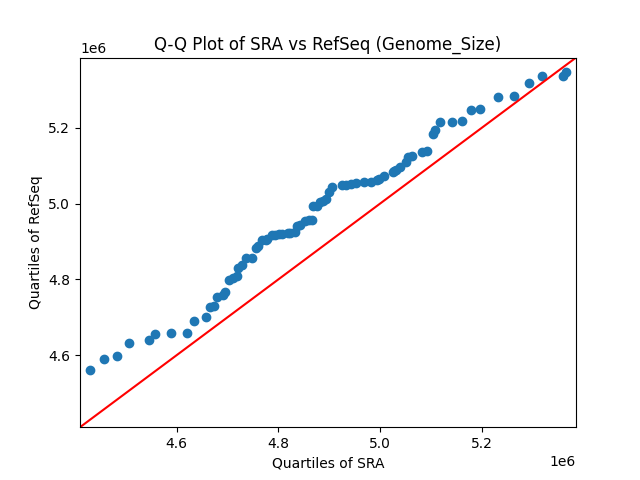 Q-Q Plot of SRA vs RefSeq (Genome_Size)
1e6
5.2
5.0
4.8
4.6
Quartiles of RefSeq
4.6 4.8 5.0 5.2
1e6
Quartiles of SRA